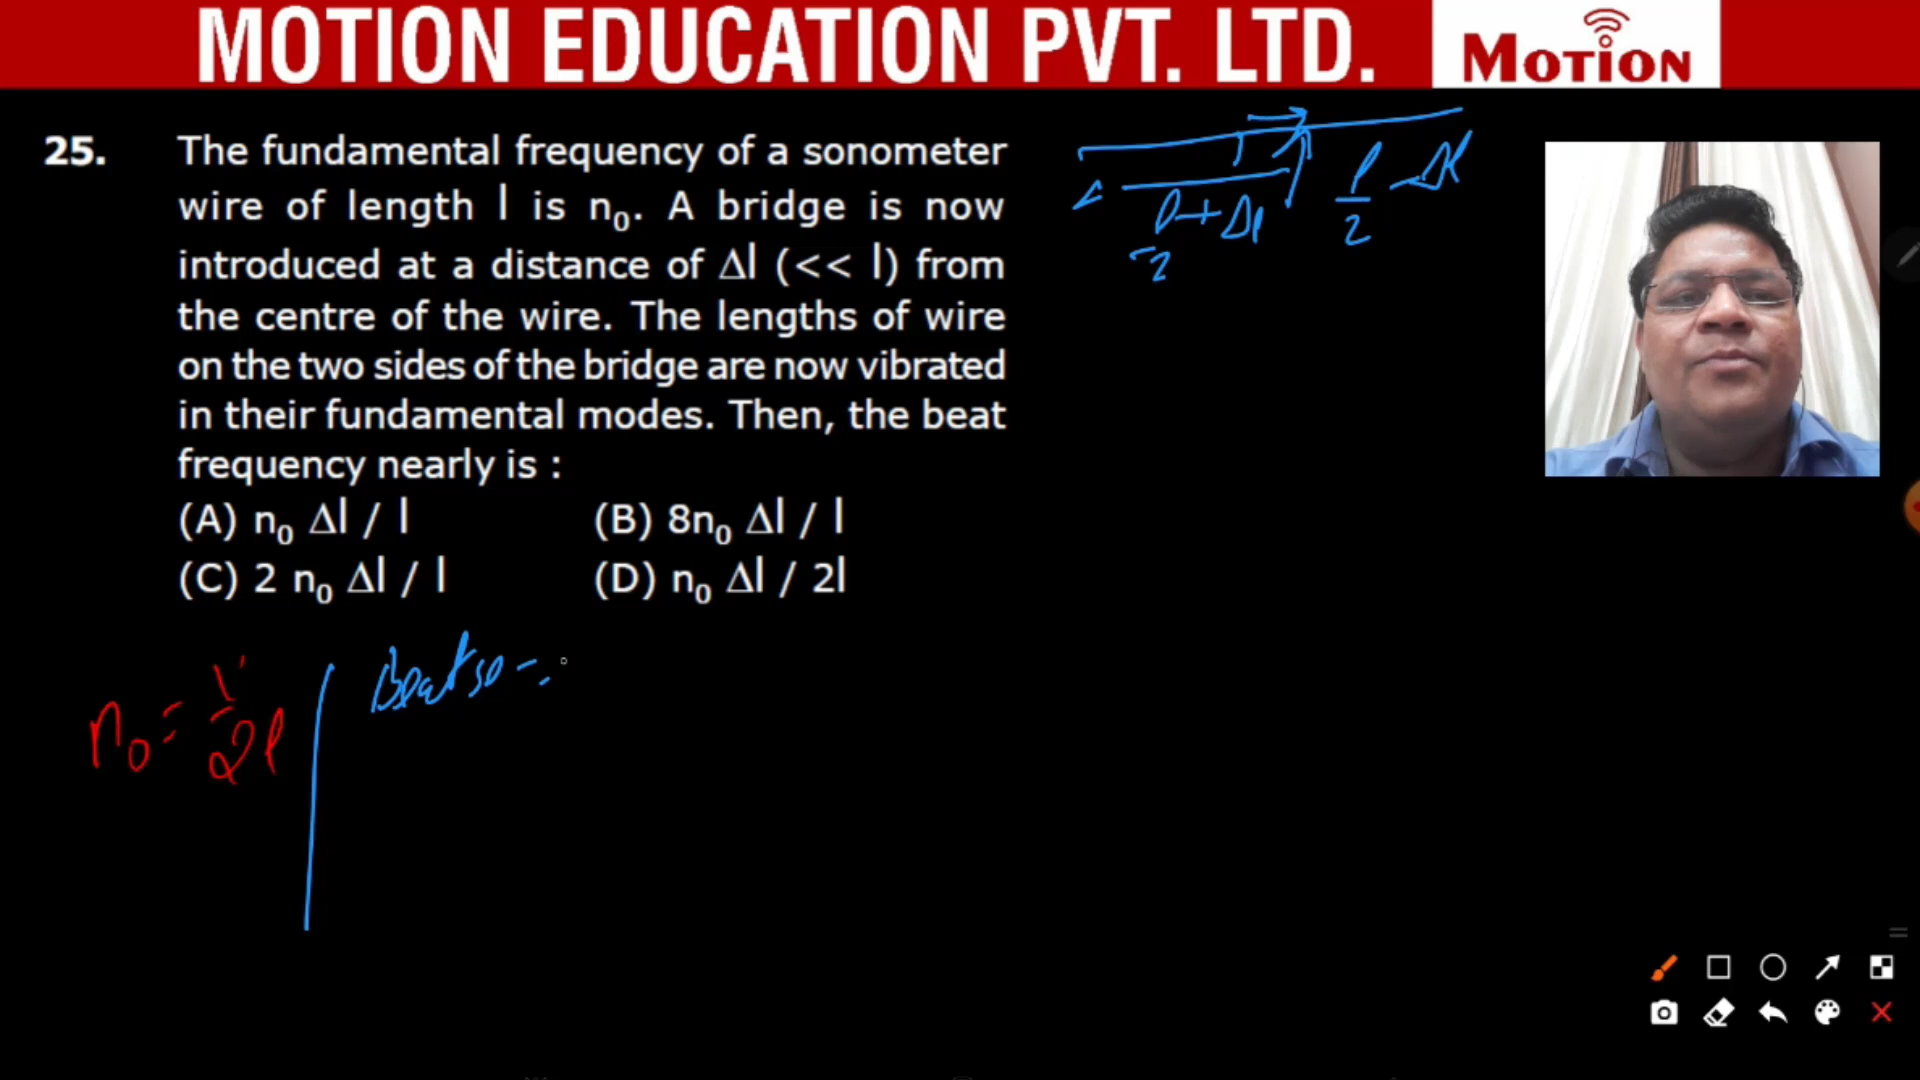 MOTION EDUCATION PVT. LTD.
MOTION
25. The fundamental frequency of a sonometer
wire of length l is n₀. A bridge is now
introduced at a distance of Δl (<< l) from
the centre of the wire. The lengths of wire
on the two sides of the bridge are now vibrated
in their fundamental modes. Then, the beat
frequency nearly is :
(A) n₀ Δl / l (B) 8n₀ Δl / l
(C) 2 n₀ Δl / l (D) n₀ Δl / 2l
l/2 + Δl
l/2 - Δl